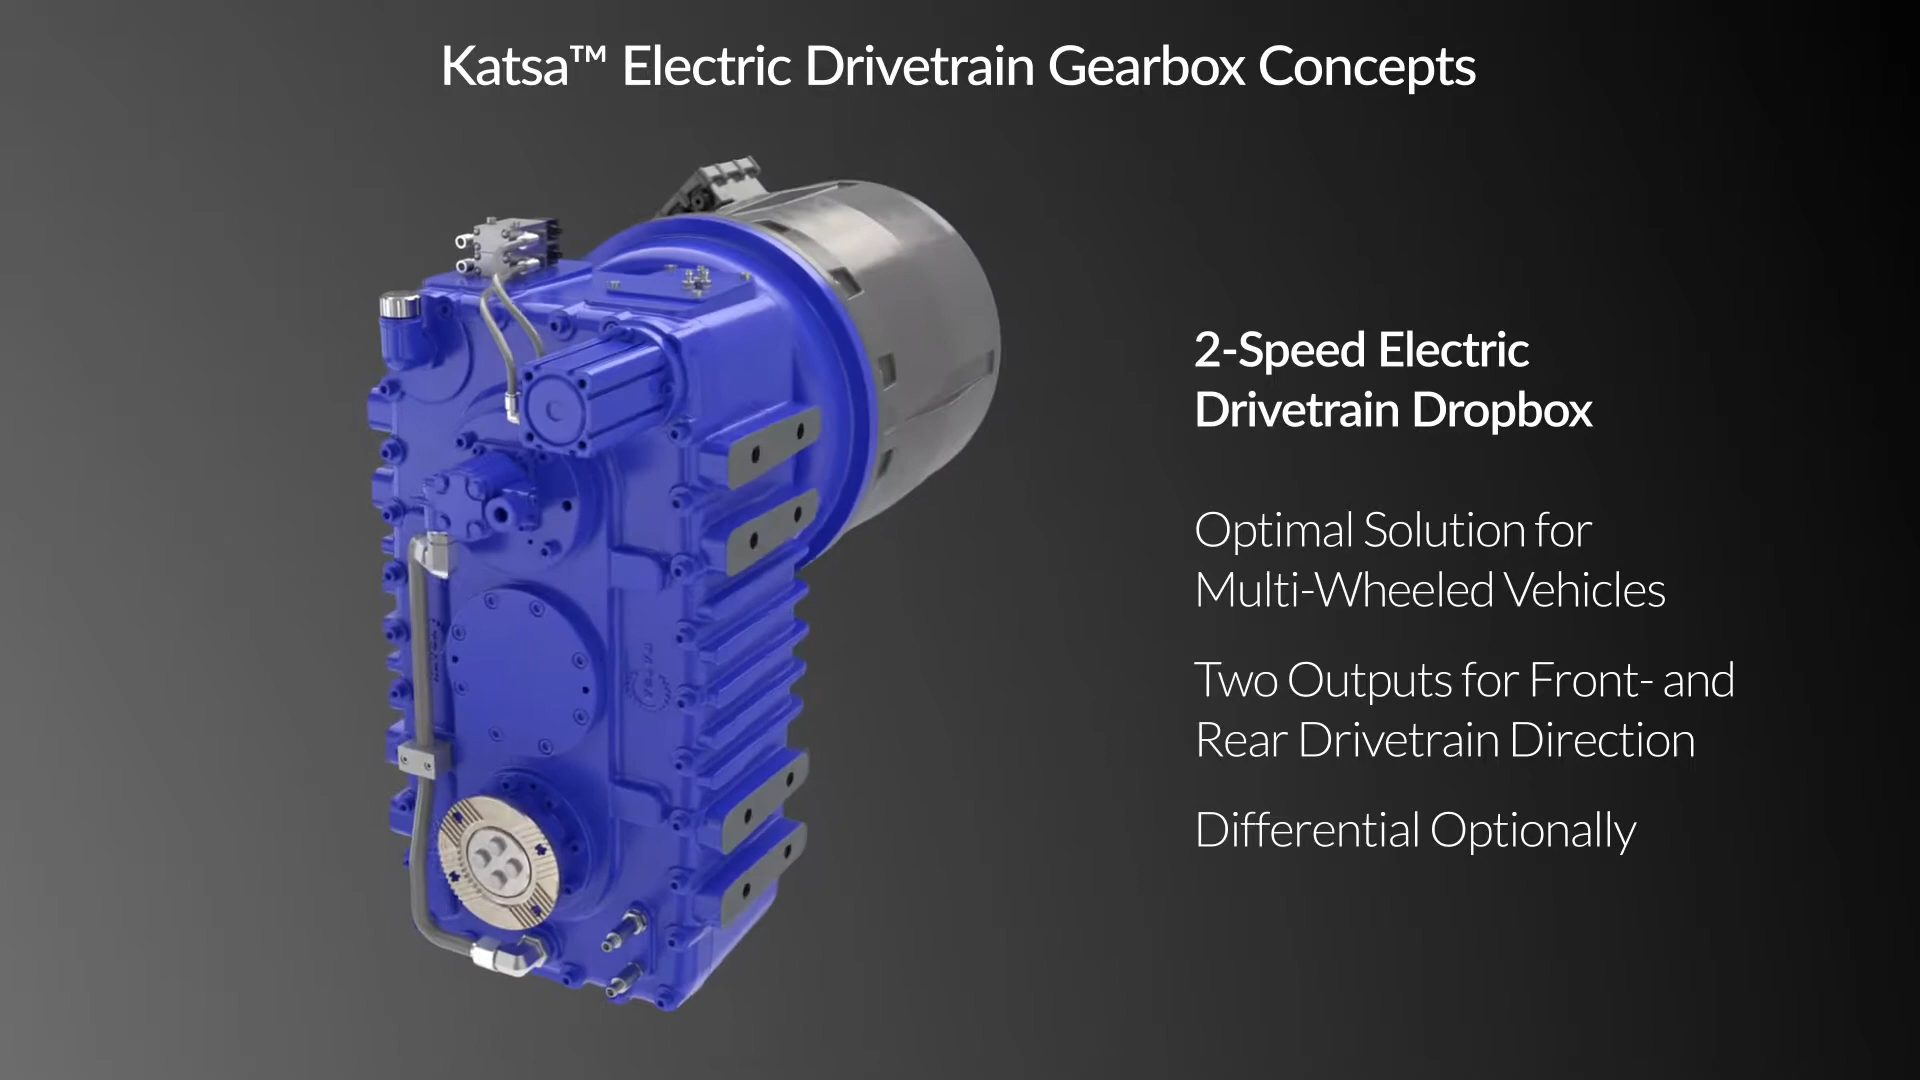 Katsa™ Electric Drivetrain Gearbox Concepts
2-Speed Electric
Drivetrain Dropbox
Optimal Solution for
Multi-Wheeled Vehicles
Two Outputs for Front- and
Rear Drivetrain Direction
Differential Optionally